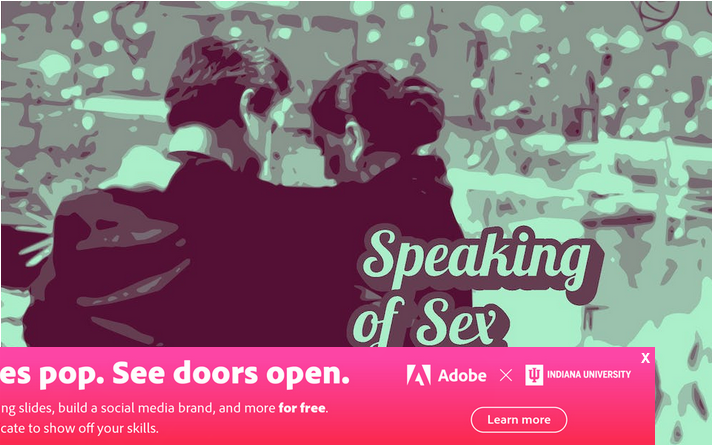 Speaking
of Sex
es pop. See doors open.
X
Adobe × INDIANA UNIVERSITY
ng slides, build a social media brand, and more for free.
cate to show off your skills.
Learn more